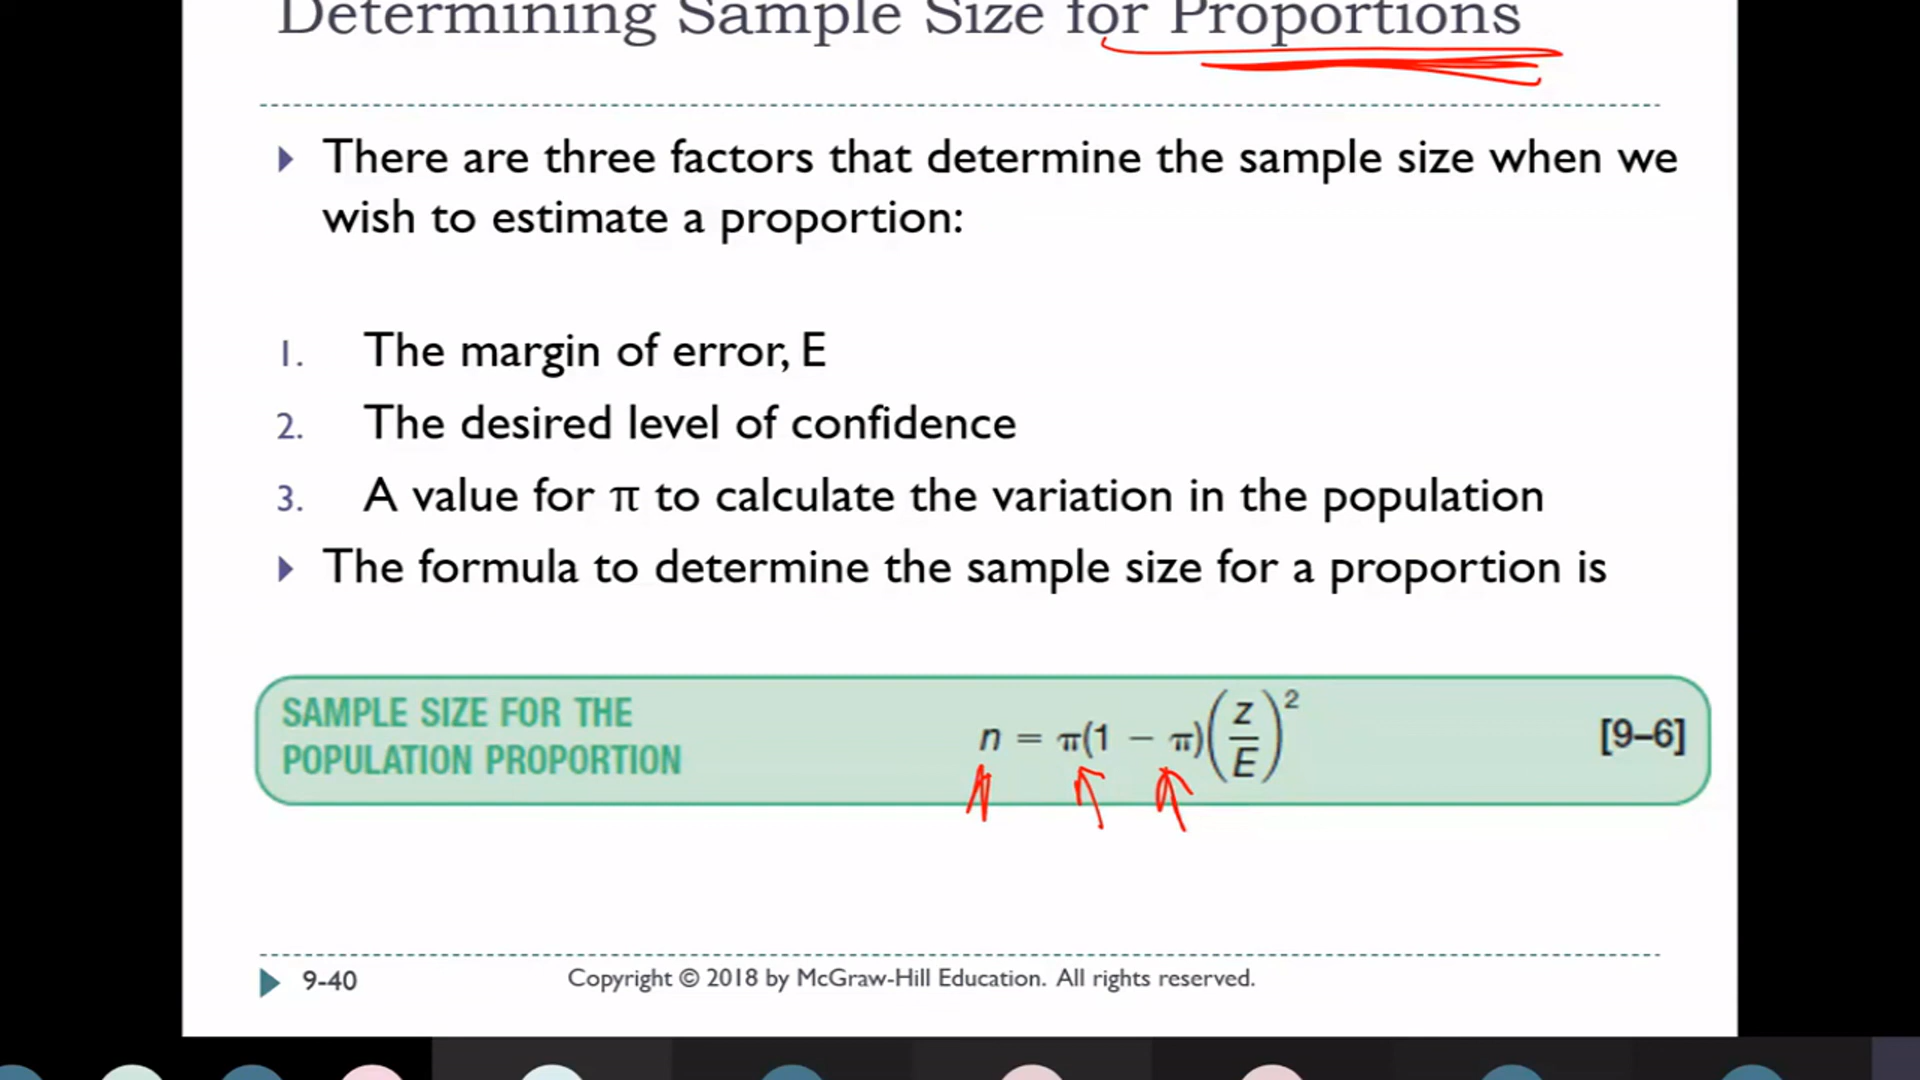 Determining Sample Size for Proportions
There are three factors that determine the sample size when we
wish to estimate a proportion:
1. The margin of error, E
2. The desired level of confidence
3. A value for π to calculate the variation in the population
The formula to determine the sample size for a proportion is
SAMPLE SIZE FOR THE
POPULATION PROPORTION
n = π(1 − π)(z/E)²
[9–6]
9-40
Copyright © 2018 by McGraw-Hill Education. All rights reserved.